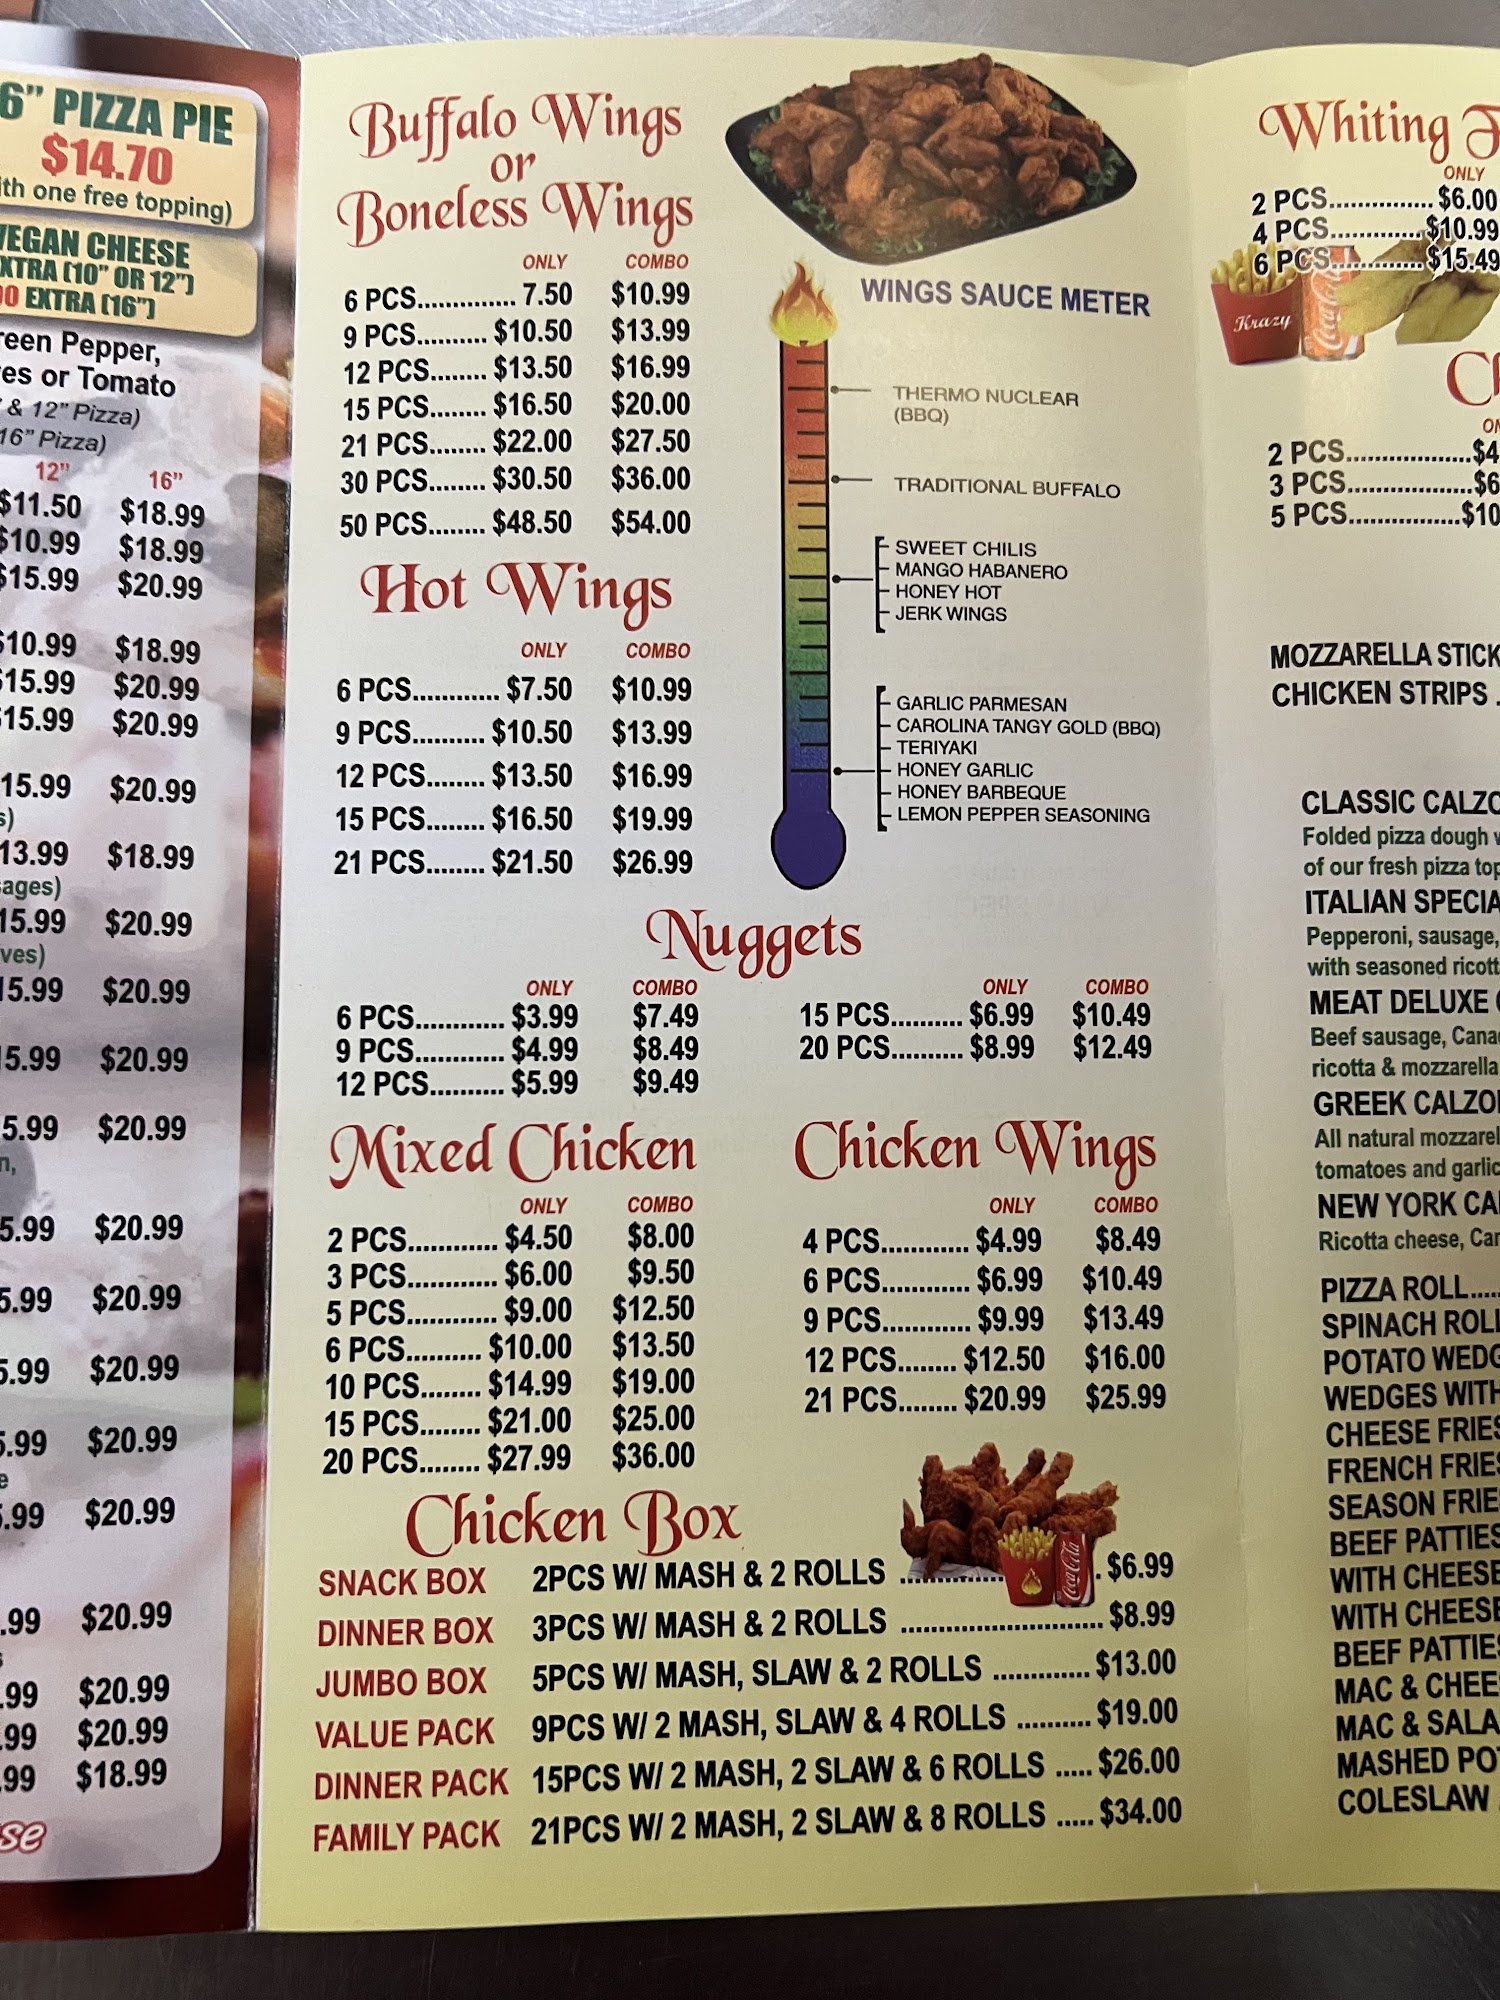 6" PIZZA PIE
$14.70
ith one free topping)
VEGAN CHEESE
XTRA (10" OR 12")
00 EXTRA (16")
reen Pepper,
es or Tomato
& 12" Pizza)
16" Pizza)
12" 16"
$11.50 $18.99
$10.99 $18.99
$15.99 $20.99
$10.99 $18.99
$15.99 $20.99
15.99 $20.99
15.99 $20.99
s)
13.99 $18.99
sages)
15.99 $20.99
ves)
15.99 $20.99
5.99 $20.99
5.99 $20.99
n,
5.99 $20.99
5.99 $20.99
5.99 $20.99
5.99 $20.99
e
5.99 $20.99
.99 $20.99
s
.99 $20.99
.99 $20.99
.99 $18.99
se
Buffalo Wings
or
Boneless Wings
ONLY COMBO
6 PCS.............. 7.50 $10.99
9 PCS.......... $10.50 $13.99
12 PCS........ $13.50 $16.99
15 PCS........ $16.50 $20.00
21 PCS........ $22.00 $27.50
30 PCS........ $30.50 $36.00
50 PCS........ $48.50 $54.00
WINGS SAUCE METER
THERMO NUCLEAR
(BBQ)
TRADITIONAL BUFFALO
SWEET CHILIS
MANGO HABANERO
HONEY HOT
JERK WINGS
GARLIC PARMESAN
CAROLINA TANGY GOLD (BBQ)
TERIYAKI
HONEY GARLIC
HONEY BARBEQUE
LEMON PEPPER SEASONING
Hot Wings
ONLY COMBO
6 PCS............ $7.50 $10.99
9 PCS.......... $10.50 $13.99
12 PCS........ $13.50 $16.99
15 PCS........ $16.50 $19.99
21 PCS........ $21.50 $26.99
Nuggets
ONLY COMBO
6 PCS............ $3.99 $7.49
9 PCS............ $4.99 $8.49
12 PCS.......... $5.99 $9.49
ONLY COMBO
15 PCS.......... $6.99 $10.49
20 PCS.......... $8.99 $12.49
Mixed Chicken
ONLY COMBO
2 PCS............ $4.50 $8.00
3 PCS............ $6.00 $9.50
5 PCS............ $9.00 $12.50
6 PCS.......... $10.00 $13.50
10 PCS........ $14.99 $19.00
15 PCS........ $21.00 $25.00
20 PCS........ $27.99 $36.00
Chicken Wings
ONLY COMBO
4 PCS............ $4.99 $8.49
6 PCS............ $6.99 $10.49
9 PCS............ $9.99 $13.49
12 PCS........ $12.50 $16.00
21 PCS........ $20.99 $25.99
Chicken Box
Coca-Cola
SNACK BOX 2PCS W/ MASH & 2 ROLLS ............... $6.99
DINNER BOX 3PCS W/ MASH & 2 ROLLS ........................... $8.99
JUMBO BOX 5PCS W/ MASH, SLAW & 2 ROLLS ............. $13.00
VALUE PACK 9PCS W/ 2 MASH, SLAW & 4 ROLLS .......... $19.00
DINNER PACK 15PCS W/ 2 MASH, 2 SLAW & 6 ROLLS ..... $26.00
FAMILY PACK 21PCS W/ 2 MASH, 2 SLAW & 8 ROLLS ..... $34.00
Whiting F
ONLY
2 PCS............... $6.00
4 PCS.............$10.99
6 PCS.............$15.49
Krazy
Coca-Cola
Ch
ON
2 PCS..................$4
3 PCS..................$6
5 PCS................$10
MOZZARELLA STICK
CHICKEN STRIPS .
CLASSIC CALZO
Folded pizza dough w
of our fresh pizza top
ITALIAN SPECIA
Pepperoni, sausage,
with seasoned ricott
MEAT DELUXE
Beef sausage, Cana
ricotta & mozzarella
GREEK CALZO
All natural mozzarel
tomatoes and garlic
NEW YORK CA
Ricotta cheese, Can
PIZZA ROLL.....
SPINACH ROLL
POTATO WEDG
WEDGES WITH
CHEESE FRIES
FRENCH FRIES
SEASON FRIE
BEEF PATTIES
WITH CHEESE
WITH CHEESE
BEEF PATTIES
MAC & CHEE
MAC & SALA
MASHED PO
COLESLAW .